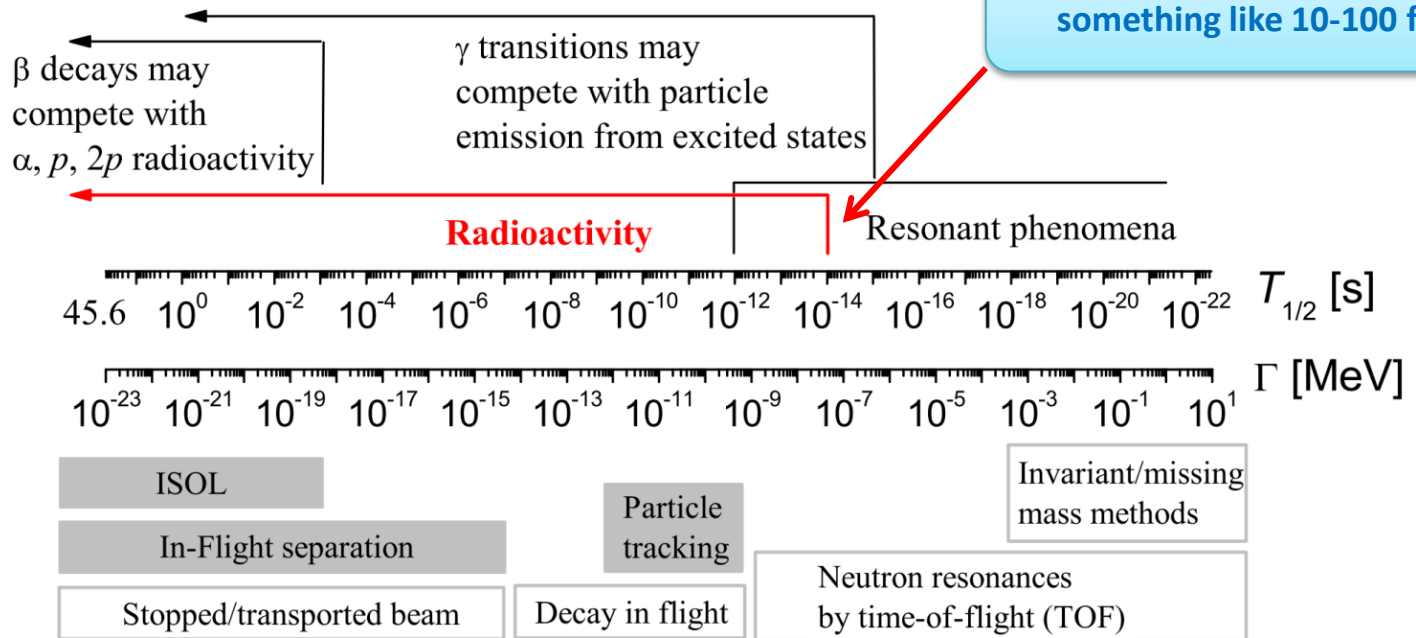 something like 10-100 f
β decays may
compete with
α, p, 2p radioactivity
γ transitions may
compete with particle
emission from excited states
Radioactivity
Resonant phenomena
45.6 10⁰ 10⁻² 10⁻⁴ 10⁻⁶ 10⁻⁸ 10⁻¹⁰ 10⁻¹² 10⁻¹⁴ 10⁻¹⁶ 10⁻¹⁸ 10⁻²⁰ 10⁻²² T₁/₂ [s]
10⁻²³ 10⁻²¹ 10⁻¹⁹ 10⁻¹⁷ 10⁻¹⁵ 10⁻¹³ 10⁻¹¹ 10⁻⁹ 10⁻⁷ 10⁻⁵ 10⁻³ 10⁻¹ 10¹ Γ [MeV]
ISOL
In-Flight separation
Stopped/transported beam
Decay in flight
Particle
tracking
Invariant/missing
mass methods
Neutron resonances
by time-of-flight (TOF)